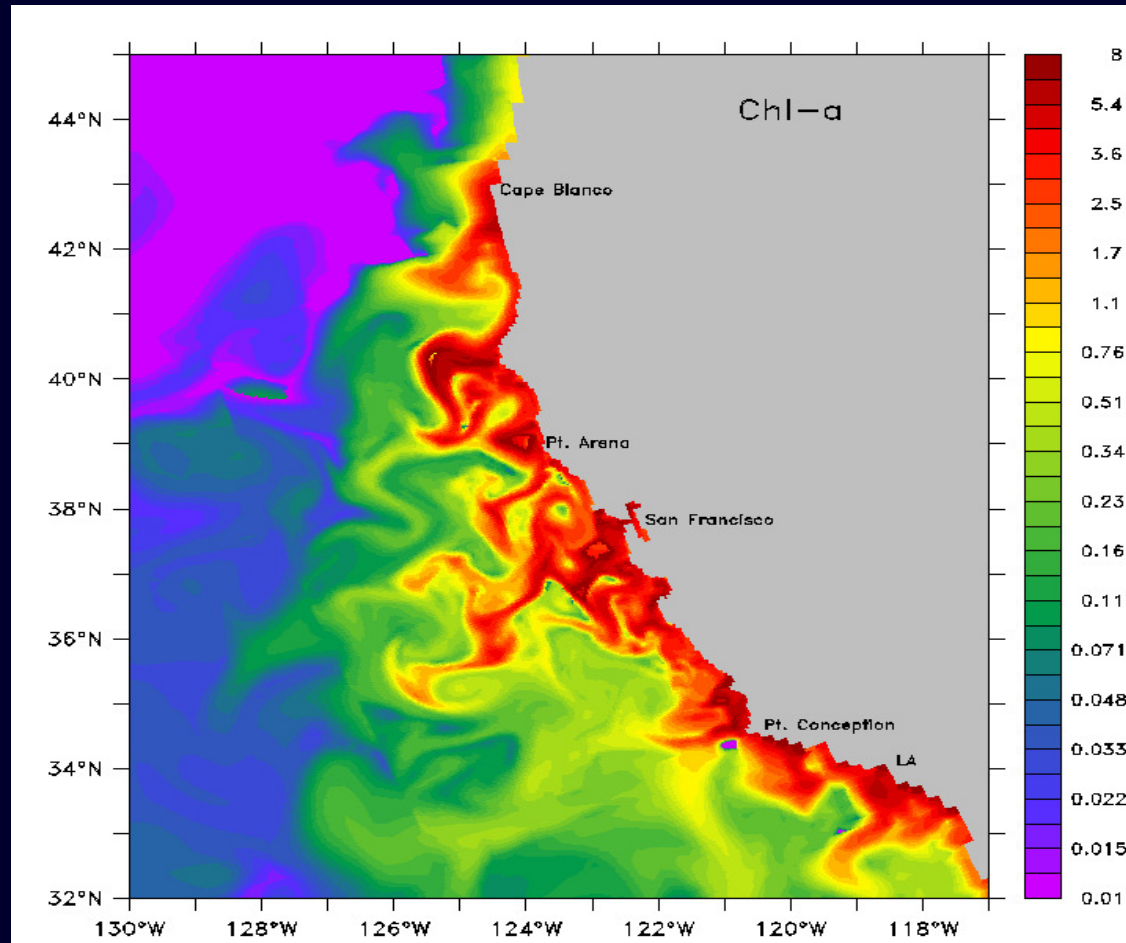 Chl-a
44°N
42°N
40°N
38°N
36°N
34°N
32°N
130°W 128°W 126°W 124°W 122°W 120°W 118°W
Cape Blanco
Pt. Arena
San Francisco
Pt. Conception
LA
8
5.4
3.6
2.5
1.7
1.1
0.76
0.51
0.34
0.23
0.16
0.11
0.071
0.048
0.033
0.022
0.015
0.01